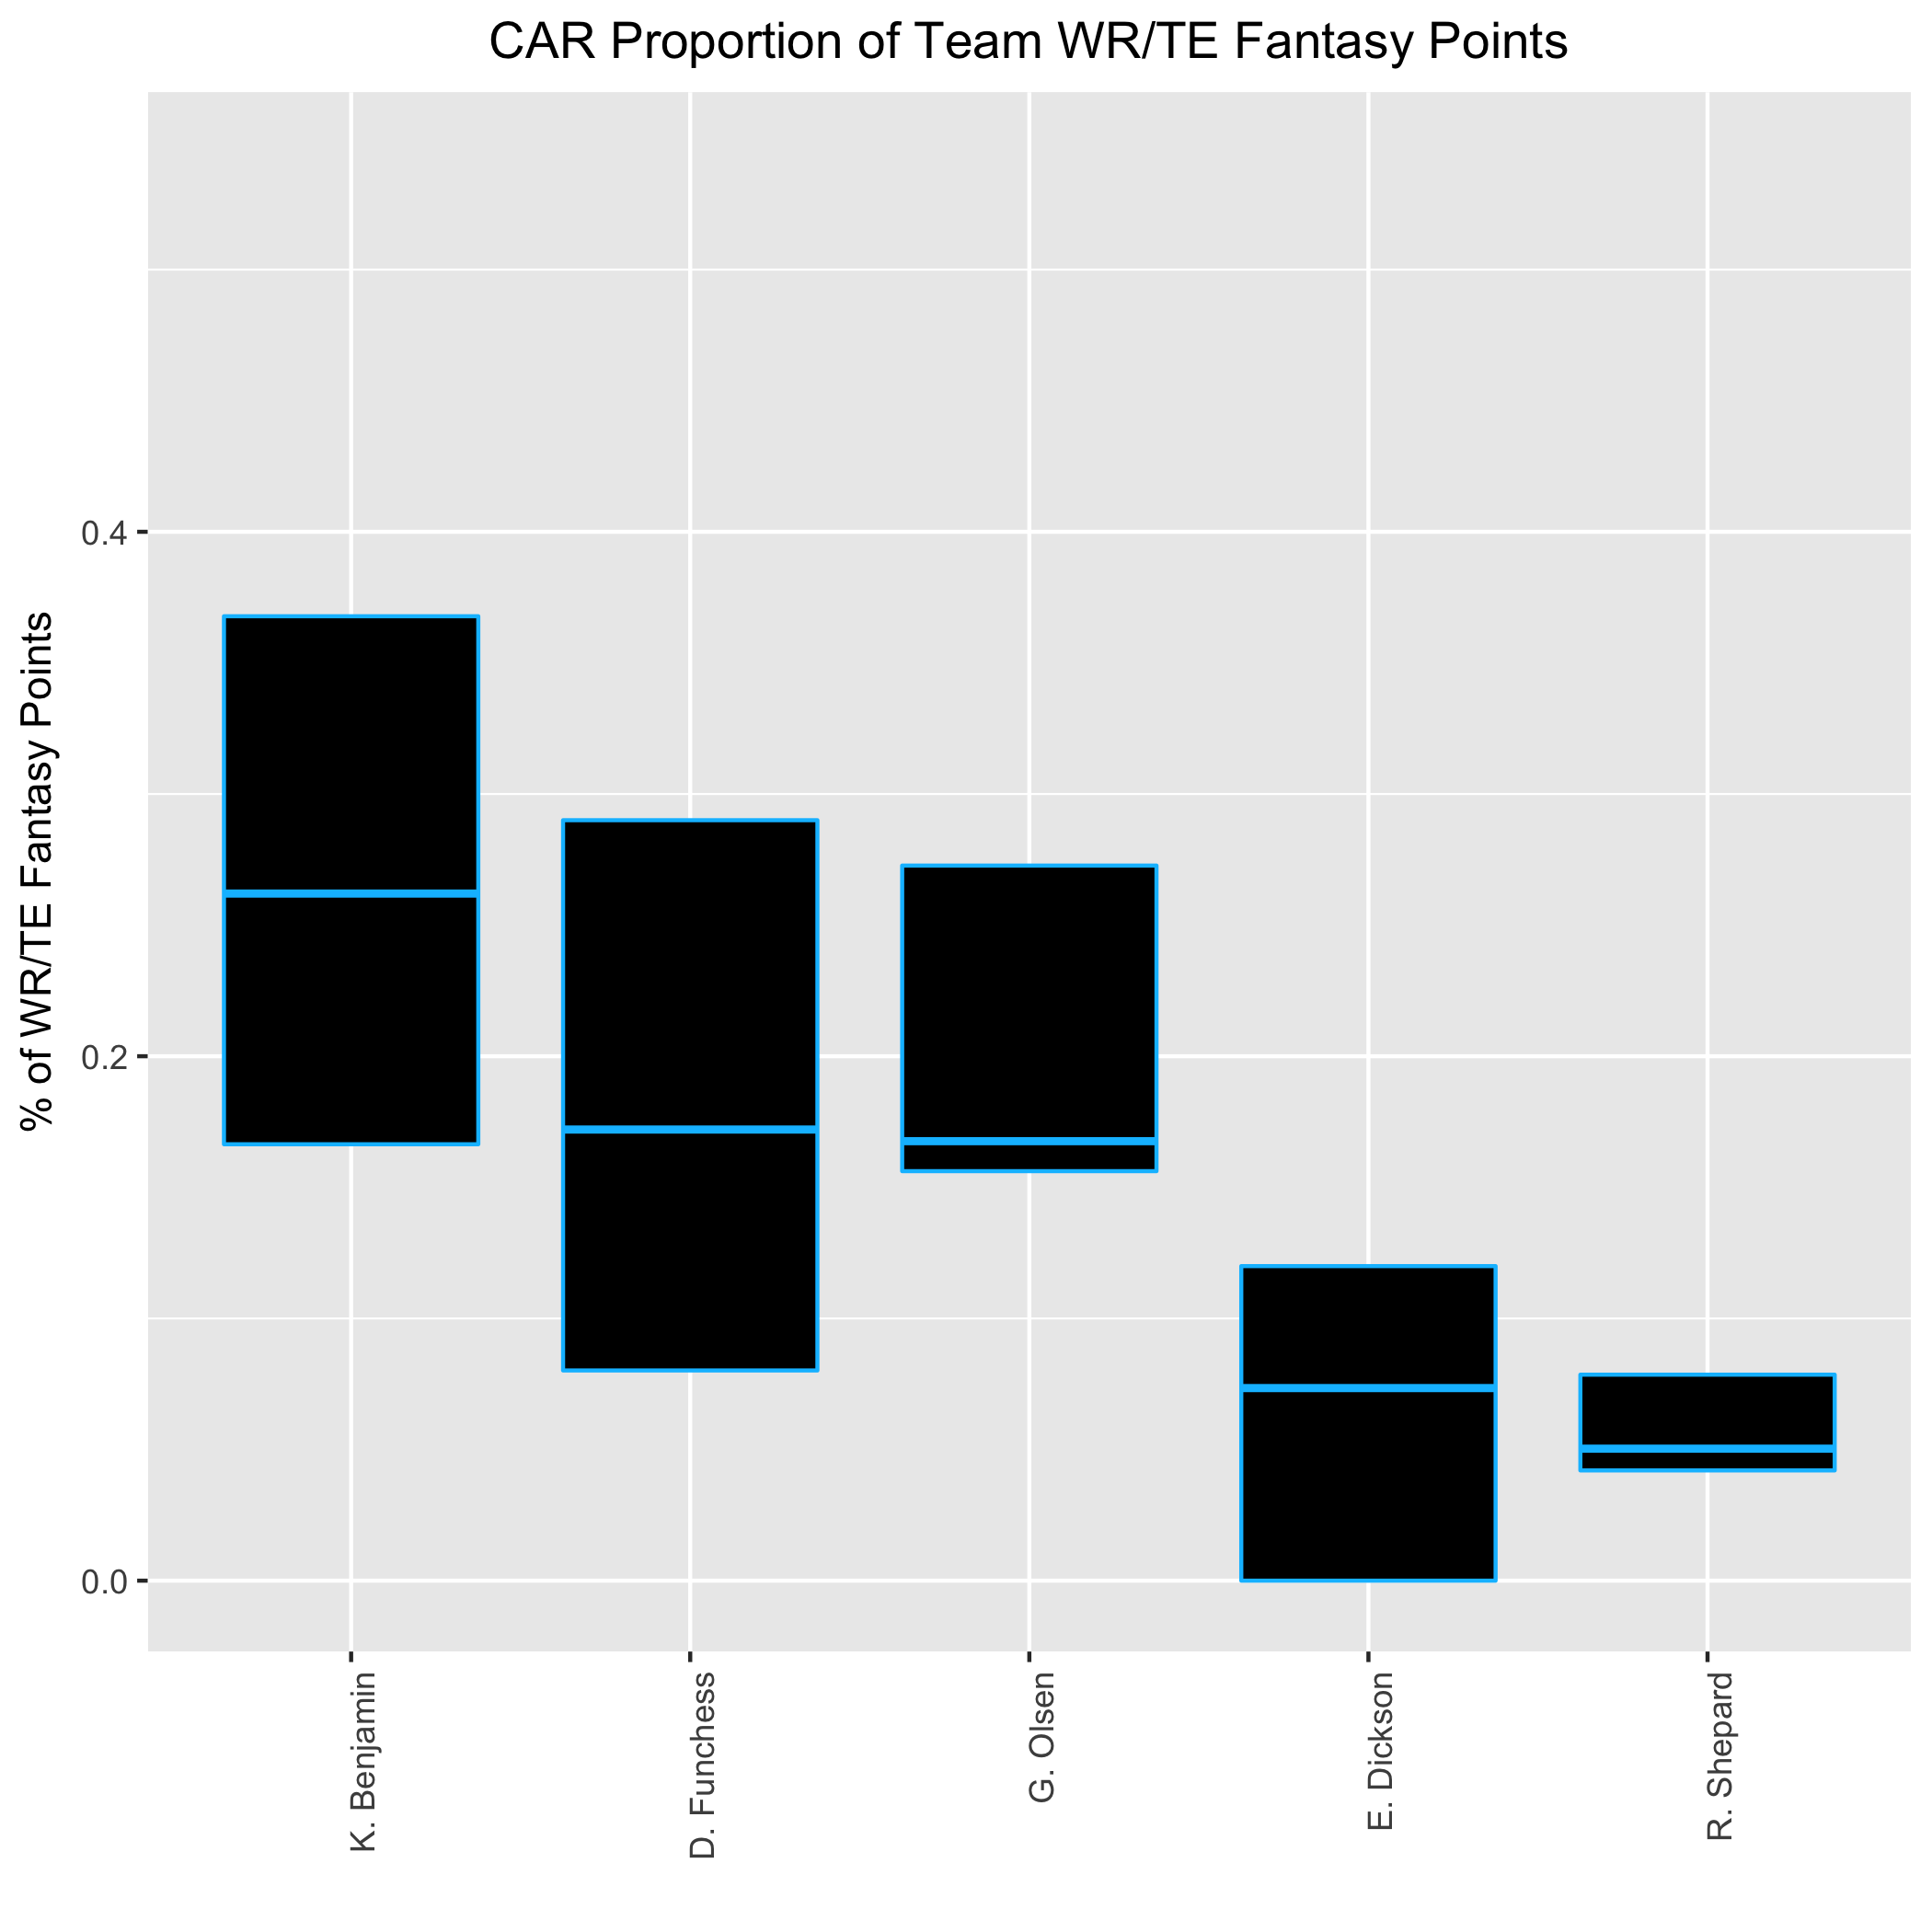 CAR Proportion of Team WR/TE Fantasy Points
% of WR/TE Fantasy Points
0.4
0.2
0.0
K. Benjamin
D. Funchess
G. Olsen
E. Dickson
R. Shepard